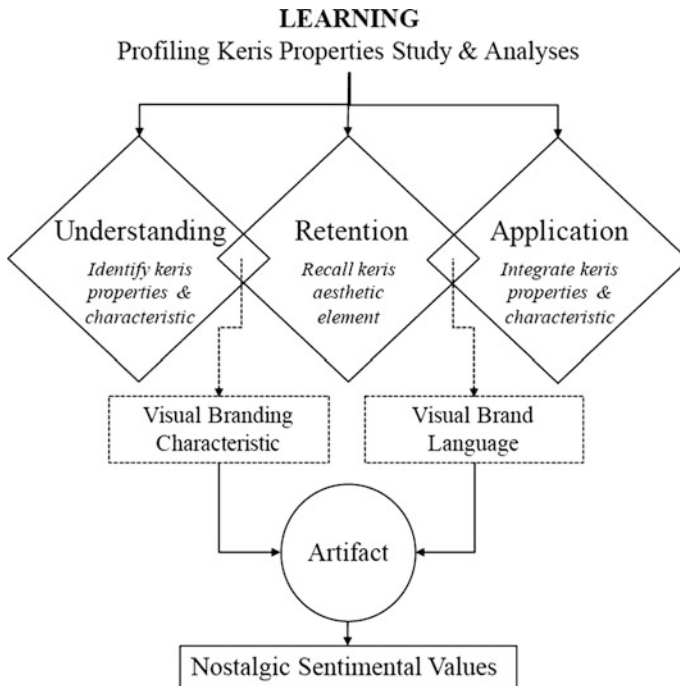 LEARNING
Profiling Keris Properties Study & Analyses
Understanding
Identify keris
properties &
characteristic
Retention
Recall keris
aesthetic
element
Application
Integrate keris
properties &
characteristic
Visual Branding
Characteristic
Visual Brand
Language
Artifact
Nostalgic Sentimental Values